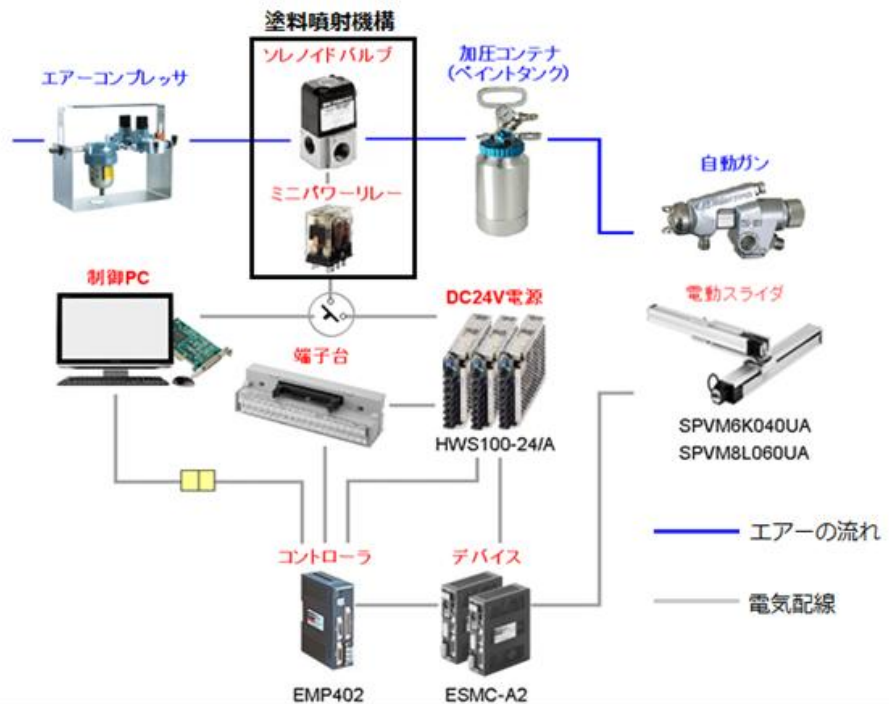 塗料噴射機構
ソレノイドバルブ
エアーコンプレッサ
加圧コンテナ
(ペイントタンク)
自動ガン
ミニパワーリレー
制御PC
DC24V電源
電動スライダ
端子台
HWS100-24/A
SPVM6K040UA
SPVM8L060UA
エアーの流れ
コントローラ
デバイス
電気配線
EMP402
ESMC-A2